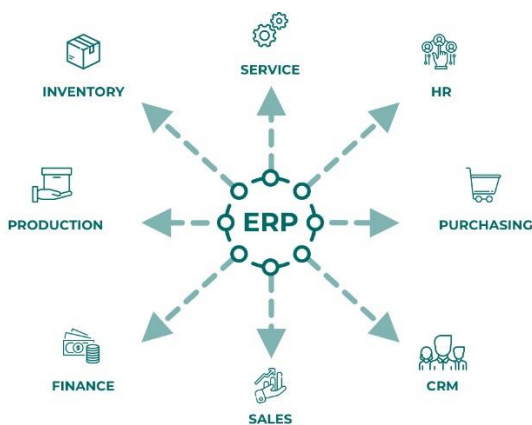 SERVICE
INVENTORY
HR
PRODUCTION
ERP
PURCHASING
FINANCE
CRM
SALES